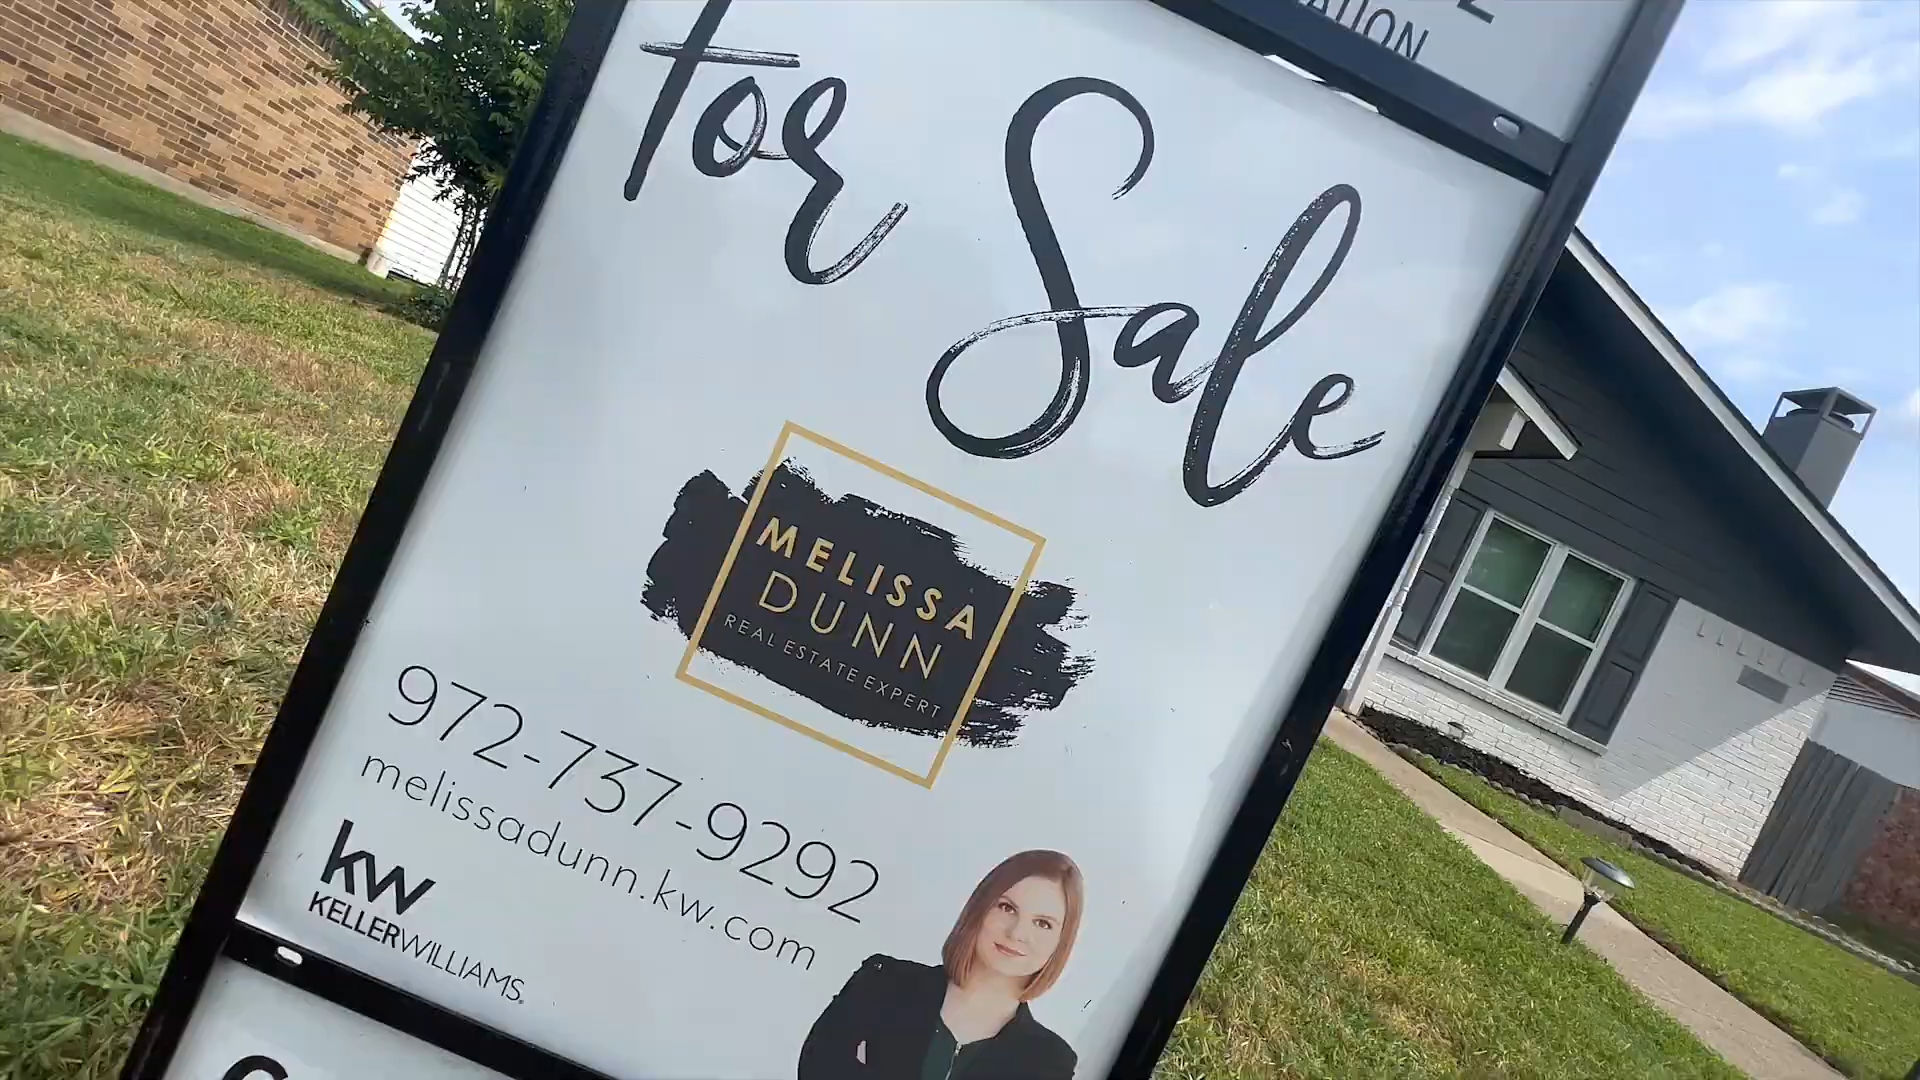 For Sale
MELISSA
DUNN
REAL ESTATE EXPERT
972-737-9292
melissadunn.kw.com
kw
KELLERWILLIAMS.